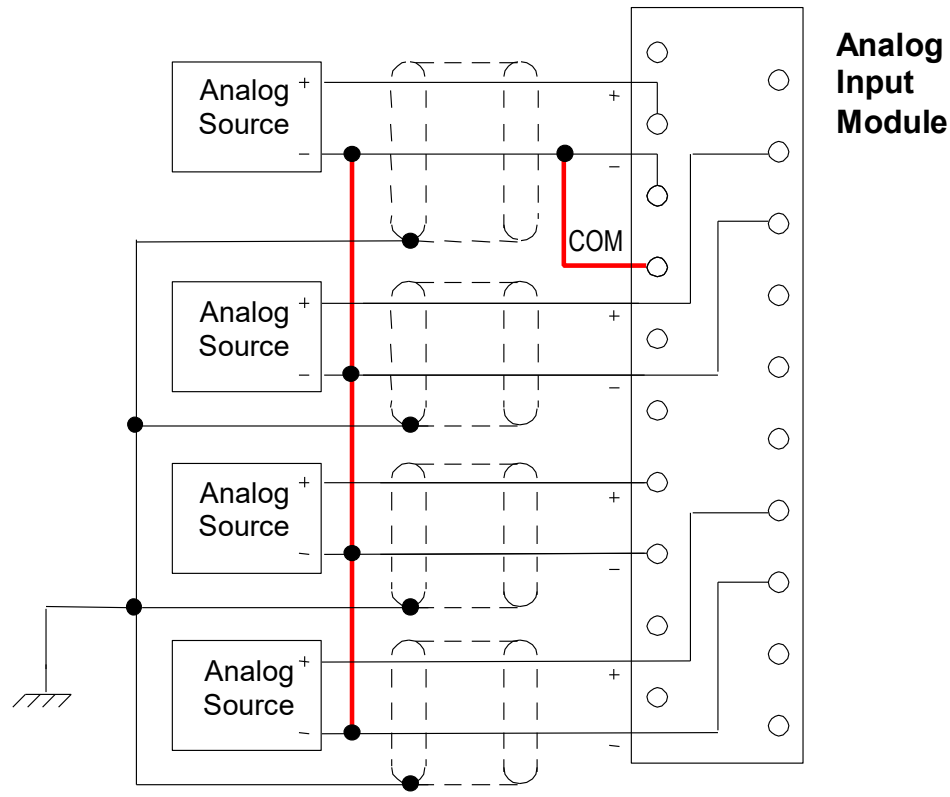 Analog
Input
Module
Analog
Source
+
−
+
−
COM
Analog
Source
+
−
+
−
Analog
Source
+
−
+
−
Analog
Source
+
−
+
−